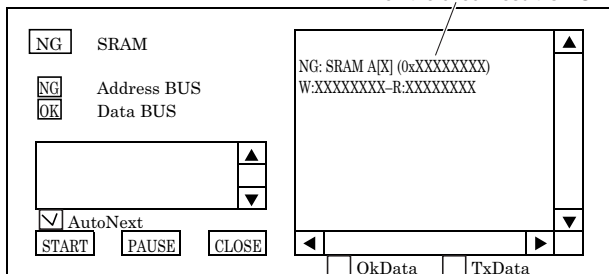 NG SRAM
NG: SRAM A[X] (0xXXXXXXXX)
W:XXXXXXXX–R:XXXXXXXX
NG Address BUS
OK Data BUS
AutoNext
START PAUSE CLOSE
OkData TxData